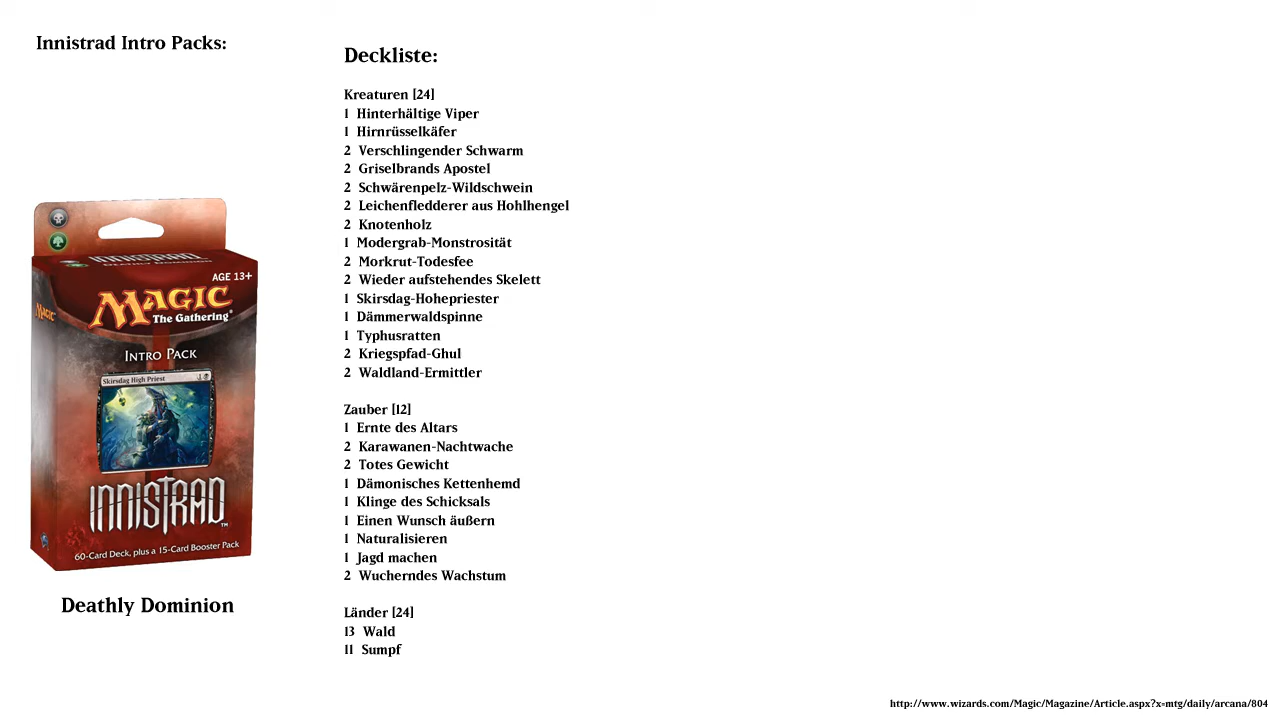 Innistrad Intro Packs:
Deckliste:
Kreaturen [24]
1 Hinterhältige Viper
1 Hirnrüsselkäfer
2 Verschlingender Schwarm
2 Griselbrands Apostel
2 Schwärenpelz-Wildschwein
2 Leichenfledderer aus Hohlhengel
2 Knotenholz
1 Modergrab-Monstrosität
2 Morkrut-Todesfee
2 Wieder aufstehendes Skelett
1 Skirsdag-Hohepriester
1 Dämmerwaldspinne
1 Typhusratten
2 Kriegspfad-Ghul
2 Waldland-Ermittler
Zauber [12]
1 Ernte des Altars
2 Karawanen-Nachtwache
2 Totes Gewicht
1 Dämonisches Kettenhemd
1 Klinge des Schicksals
1 Einen Wunsch äußern
1 Naturalisieren
1 Jagd machen
2 Wucherndes Wachstum
Länder [24]
13 Wald
11 Sumpf
INNISTRAD
DEATHLY DOMINION
AGE 13+
MAGIC
MAGIC
The Gathering®
INTRO PACK
Skirsdag High Priest 1
INNISTRAD™
60-Card Deck, plus a 15-Card Booster Pack
Deathly Dominion
http://www.wizards.com/Magic/Magazine/Article.aspx?x=mtg/daily/arcana/804